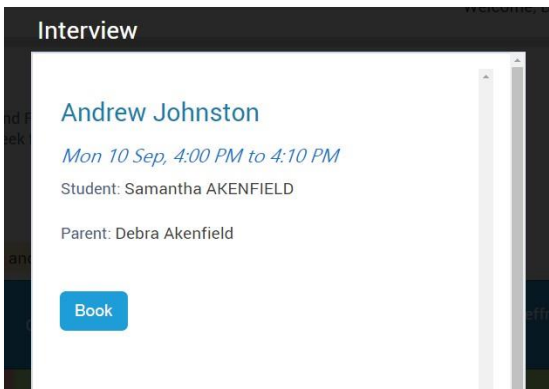 Interview
Andrew Johnston
Mon 10 Sep, 4:00 PM to 4:10 PM
Student: Samantha AKENFIELD
Parent: Debra Akenfield
and
Book